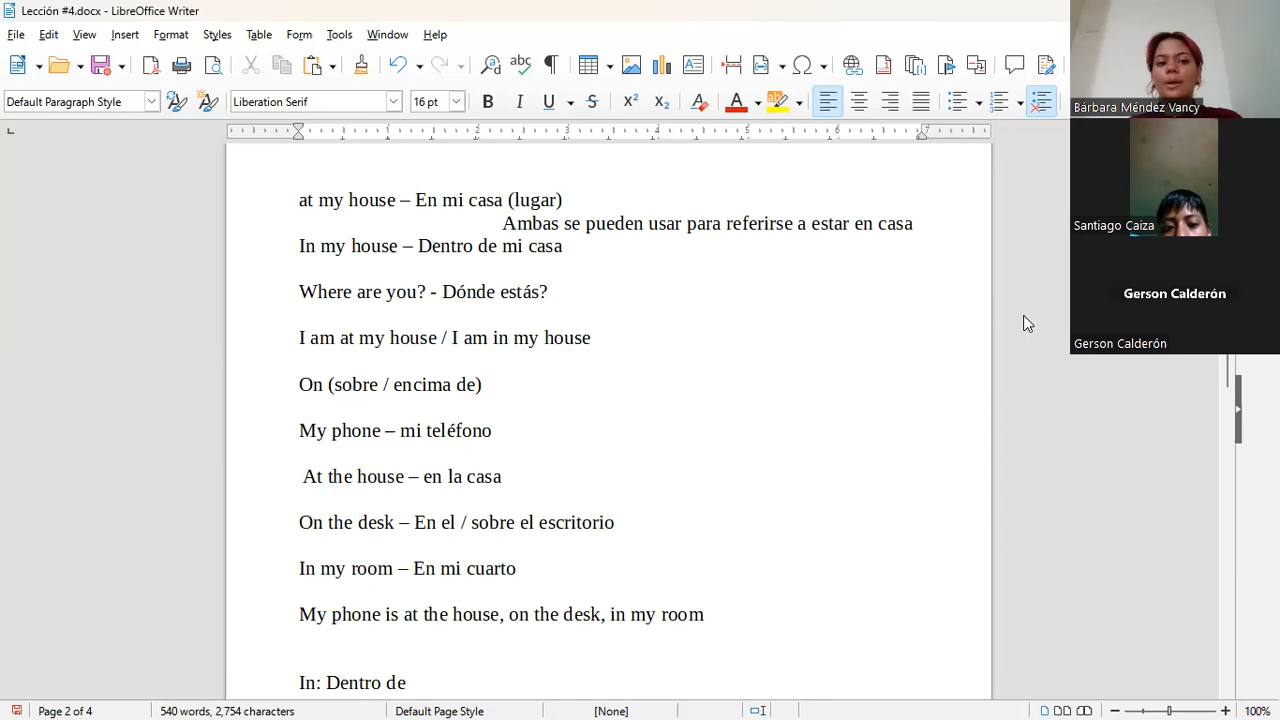 Lección #4.docx - LibreOffice Writer
File Edit View Insert Format Styles Table Form Tools Window Help
Default Paragraph Style Liberation Serif 16 pt
at my house – En mi casa (lugar)
Ambas se pueden usar para referirse a estar en casa
In my house – Dentro de mi casa
Where are you? - Dónde estás?
I am at my house / I am in my house
On (sobre / encima de)
My phone – mi teléfono
At the house – en la casa
On the desk – En el / sobre el escritorio
In my room – En mi cuarto
My phone is at the house, on the desk, in my room
In: Dentro de
Bárbara Méndez Vancy
Santiago Caiza
Gerson Calderón
Gerson Calderón
Page 2 of 4 540 words, 2,754 characters Default Page Style [None] 100%